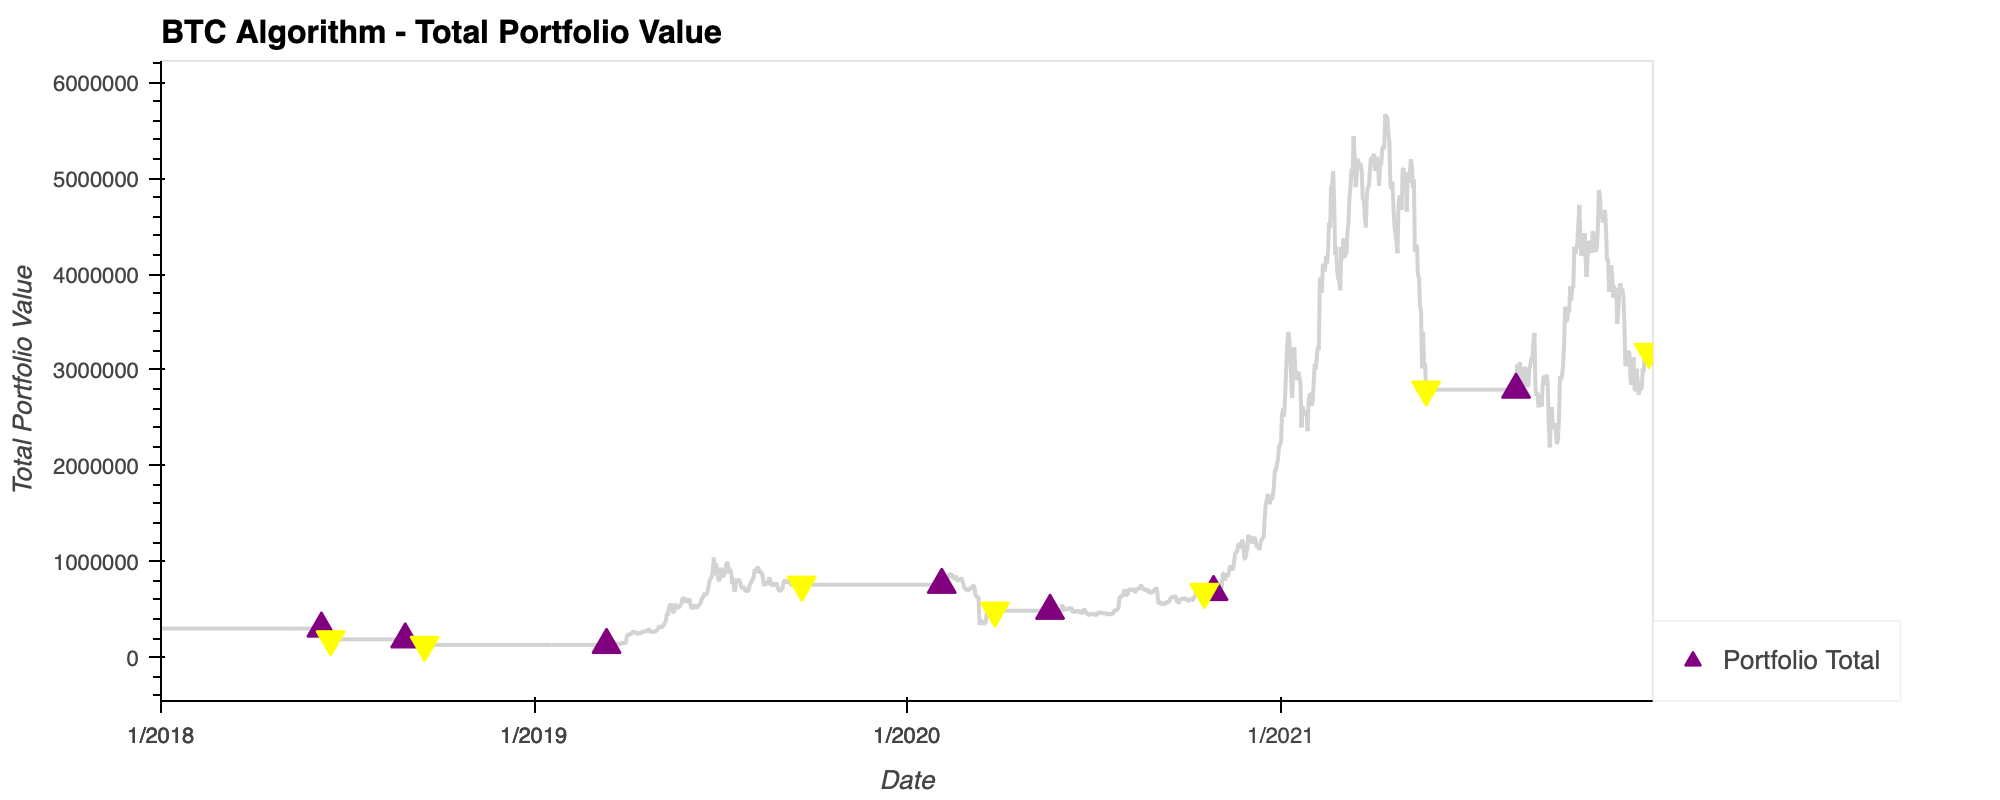 BTC Algorithm - Total Portfolio Value
Total Portfolio Value
6000000
5000000
4000000
3000000
2000000
1000000
0
1/2018
1/2019
1/2020
1/2021
Date
Portfolio Total